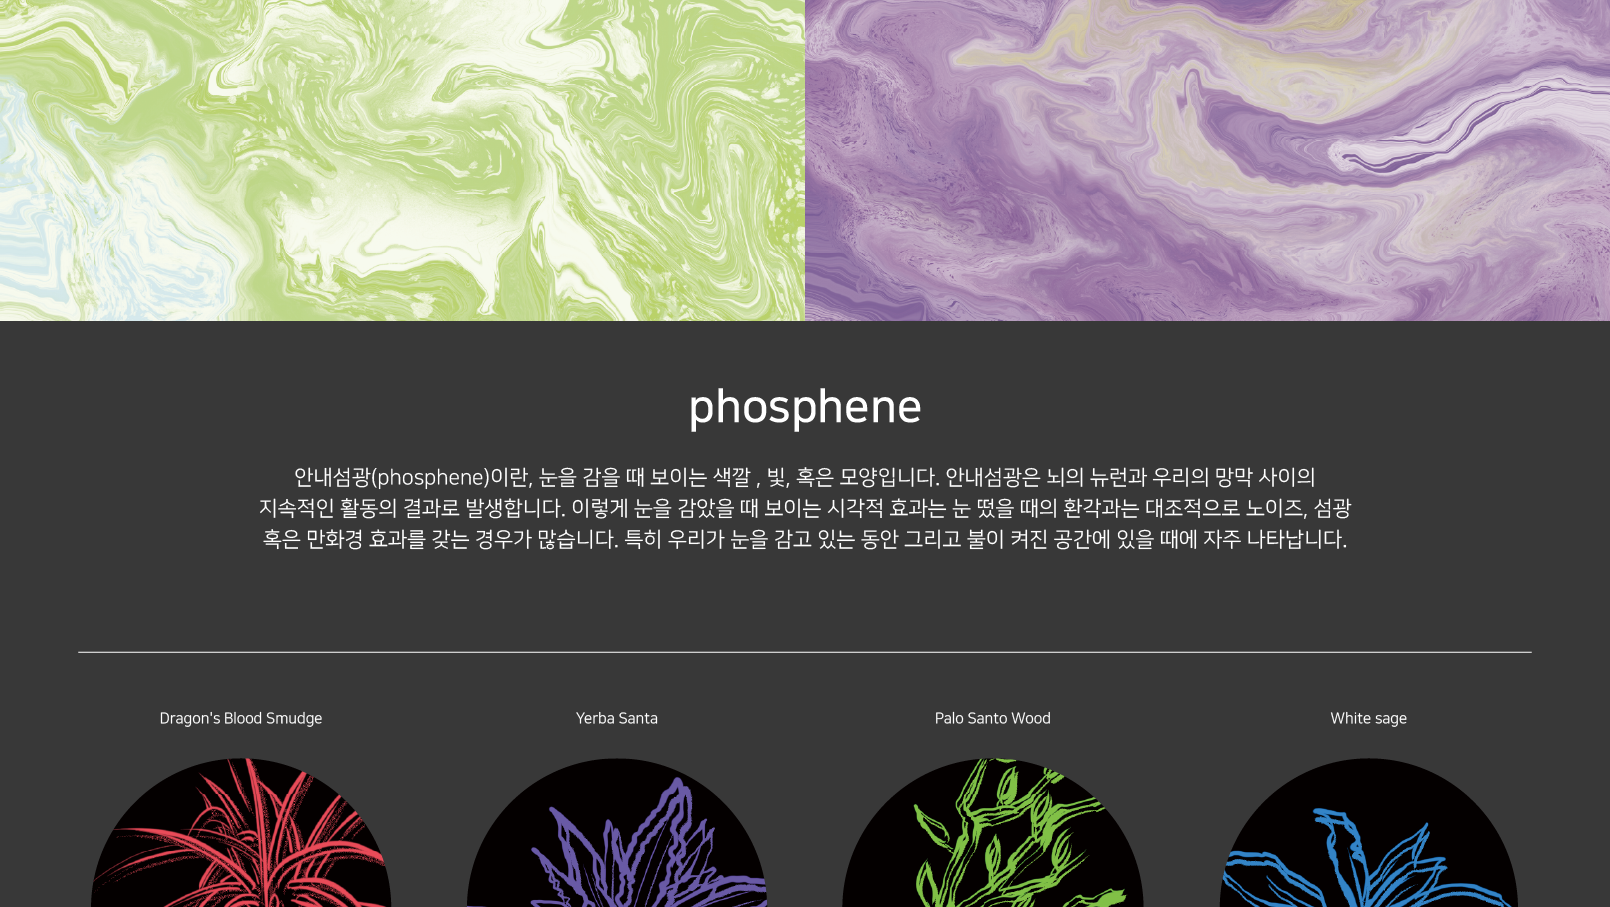 phosphene
안내섬광(phosphene)이란, 눈을 감을 때 보이는 색깔 , 빛, 혹은 모양입니다. 안내섬광은 뇌의 뉴런과 우리의 망막 사이의
지속적인 활동의 결과로 발생합니다. 이렇게 눈을 감았을 때 보이는 시각적 효과는 눈 떴을 때의 환각과는 대조적으로 노이즈, 섬광
혹은 만화경 효과를 갖는 경우가 많습니다. 특히 우리가 눈을 감고 있는 동안 그리고 불이 켜진 공간에 있을 때에 자주 나타납니다.
Dragon's Blood Smudge
Yerba Santa
Palo Santo Wood
White sage